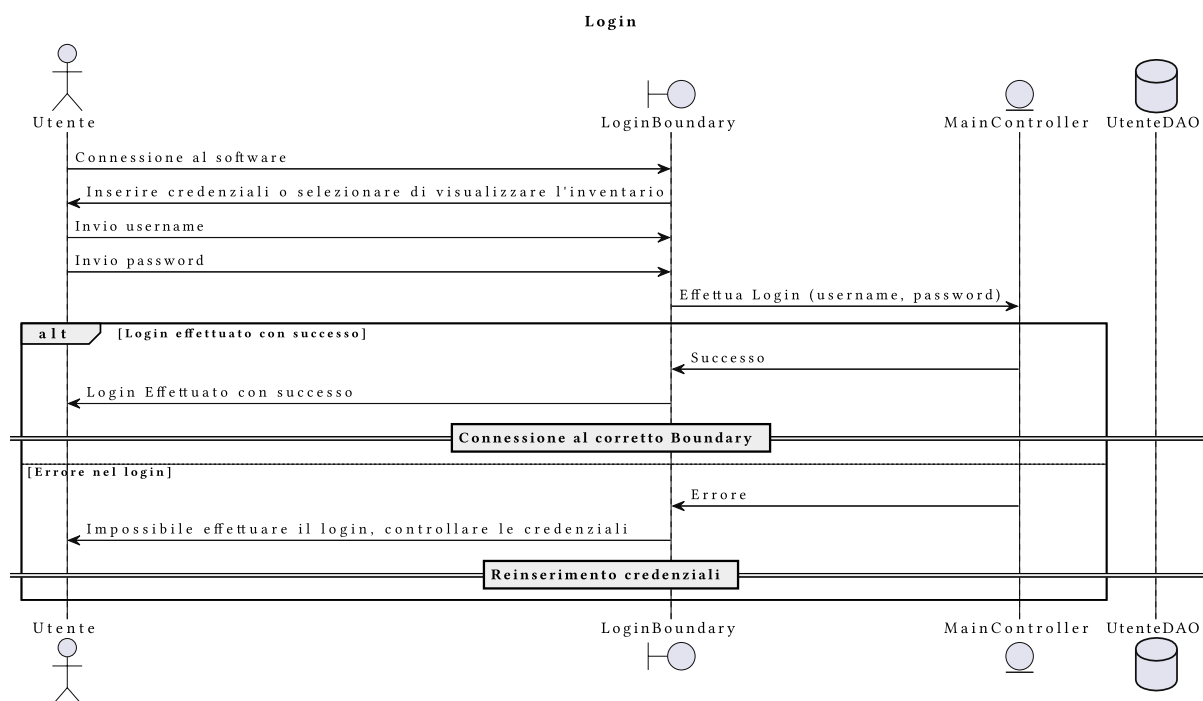 Login
Utente
LoginBoundary
MainController
UtenteDAO
Connessione al software
Inserire credenziali o selezionare di visualizzare l'inventario
Invio username
Invio password
Effettua Login (username, password)
alt
[Login effettuato con successo]
Successo
Login Effettuato con successo
Connessione al corretto Boundary
[Errore nel login]
Errore
Impossibile effettuare il login, controllare le credenziali
Reinserimento credenziali
Utente
LoginBoundary
MainController
UtenteDAO